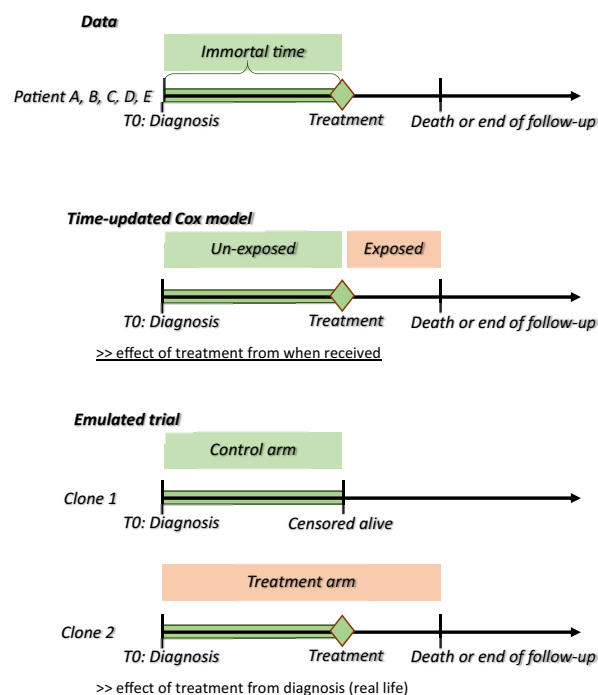 Data
Immortal time
Patient A, B, C, D, E
T0: Diagnosis
Treatment
Death or end of follow-up
Time-updated Cox model
Un-exposed
Exposed
T0: Diagnosis
Treatment
Death or end of follow-up
>> effect of treatment from when received
Emulated trial
Control arm
Clone 1
T0: Diagnosis
Censored alive
Treatment arm
Clone 2
T0: Diagnosis
Treatment
Death or end of follow-up
>> effect of treatment from diagnosis (real life)